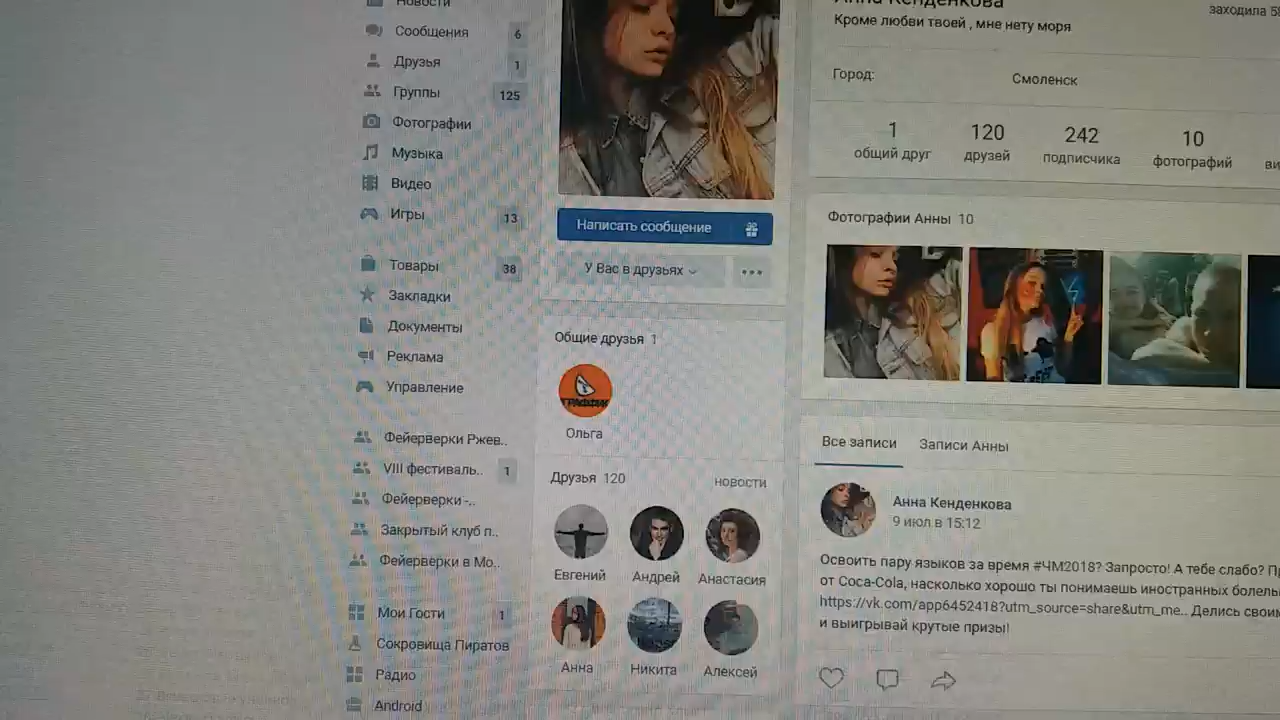 Новости
Сообщения 6
Друзья 1
Группы 125
Фотографии
Музыка
Видео
Игры 13
Товары 38
Закладки
Документы
Реклама
Управление
Фейерверки Ржев..
VIII фестиваль.. 1
Фейерверки -..
Закрытый клуб п..
Фейерверки в Мо..
Мои Гости 1
Сокровища Пиратов
Радио
Android
Написать сообщение
У Вас в друзьях
Общие друзья 1
Ольга
Друзья 120 новости
Евгений Андрей Анастасия
Анна Никита Алексей
Анна Кенденкова
заходила
Кроме любви твоей , мне нету моря
Город: Смоленск
1 120 242 10
общий друг друзей подписчика фотографий
Фотографии Анны 10
Все записи Записи Анны
Анна Кенденкова
9 июл в 15:12
Освоить пару языков за время #ЧМ2018? Запросто! А тебе слабо?
от Coca-Cola, насколько хорошо ты понимаешь иностранных
https://vk.com/app6452418?utm_source=share&utm_me.. Делись
и выигрывай крутые призы!